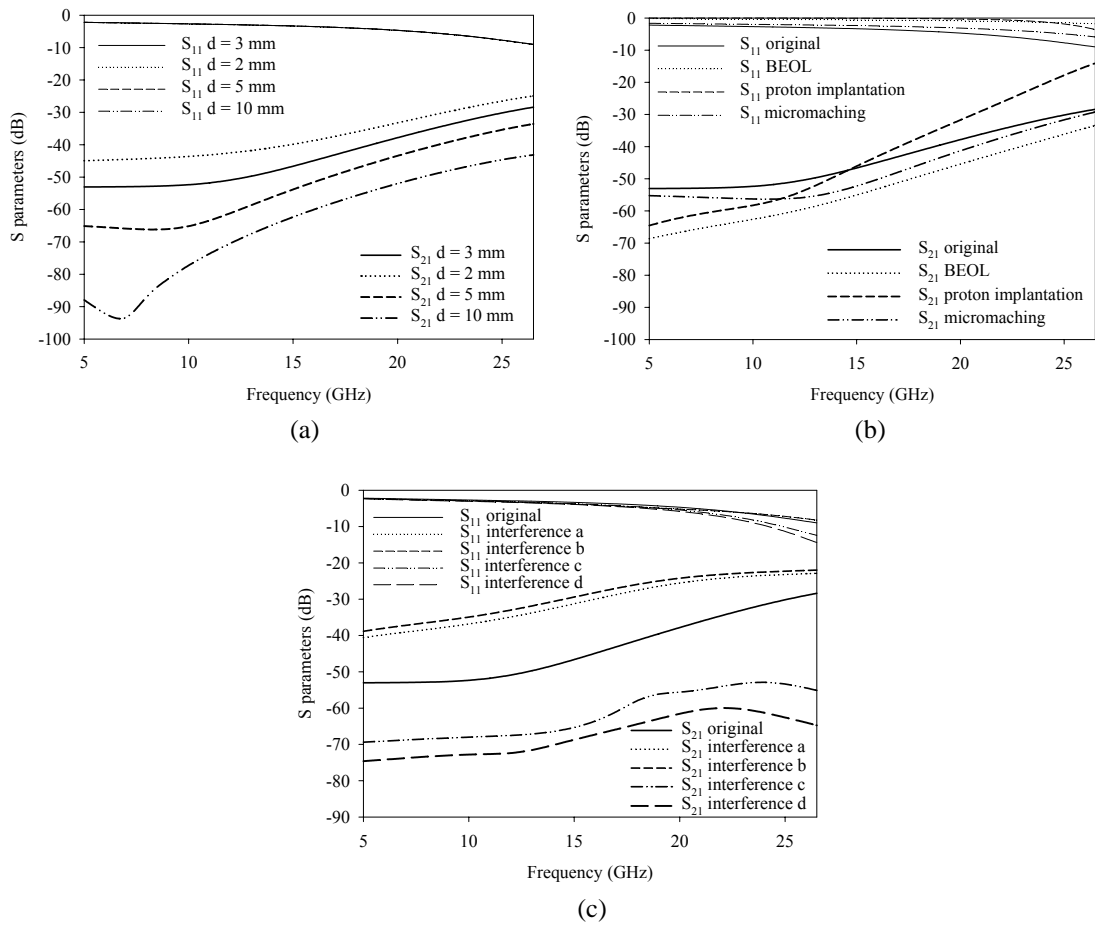 0
-10
-20
-30
-40
-50
-60
-70
-80
-90
-100
S parameters (dB)
S11 d = 3 mm
S11 d = 2 mm
S11 d = 5 mm
S11 d = 10 mm
S21 d = 3 mm
S21 d = 2 mm
S21 d = 5 mm
S21 d = 10 mm
5 10 15 20 25
Frequency (GHz)
(a)
0
-10
-20
-30
-40
-50
-60
-70
-80
-90
-100
S parameters (dB)
S11 original
S11 BEOL
S11 proton implantation
S11 micromaching
S21 original
S21 BEOL
S21 proton implantation
S21 micromaching
5 10 15 20 25
Frequency (GHz)
(b)
0
-10
-20
-30
-40
-50
-60
-70
-80
-90
S parameters (dB)
S11 original
S11 interference a
S11 interference b
S11 interference c
S11 interference d
S21 original
S21 interference a
S21 interference b
S21 interference c
S21 interference d
5 10 15 20 25
Frequency (GHz)
(c)